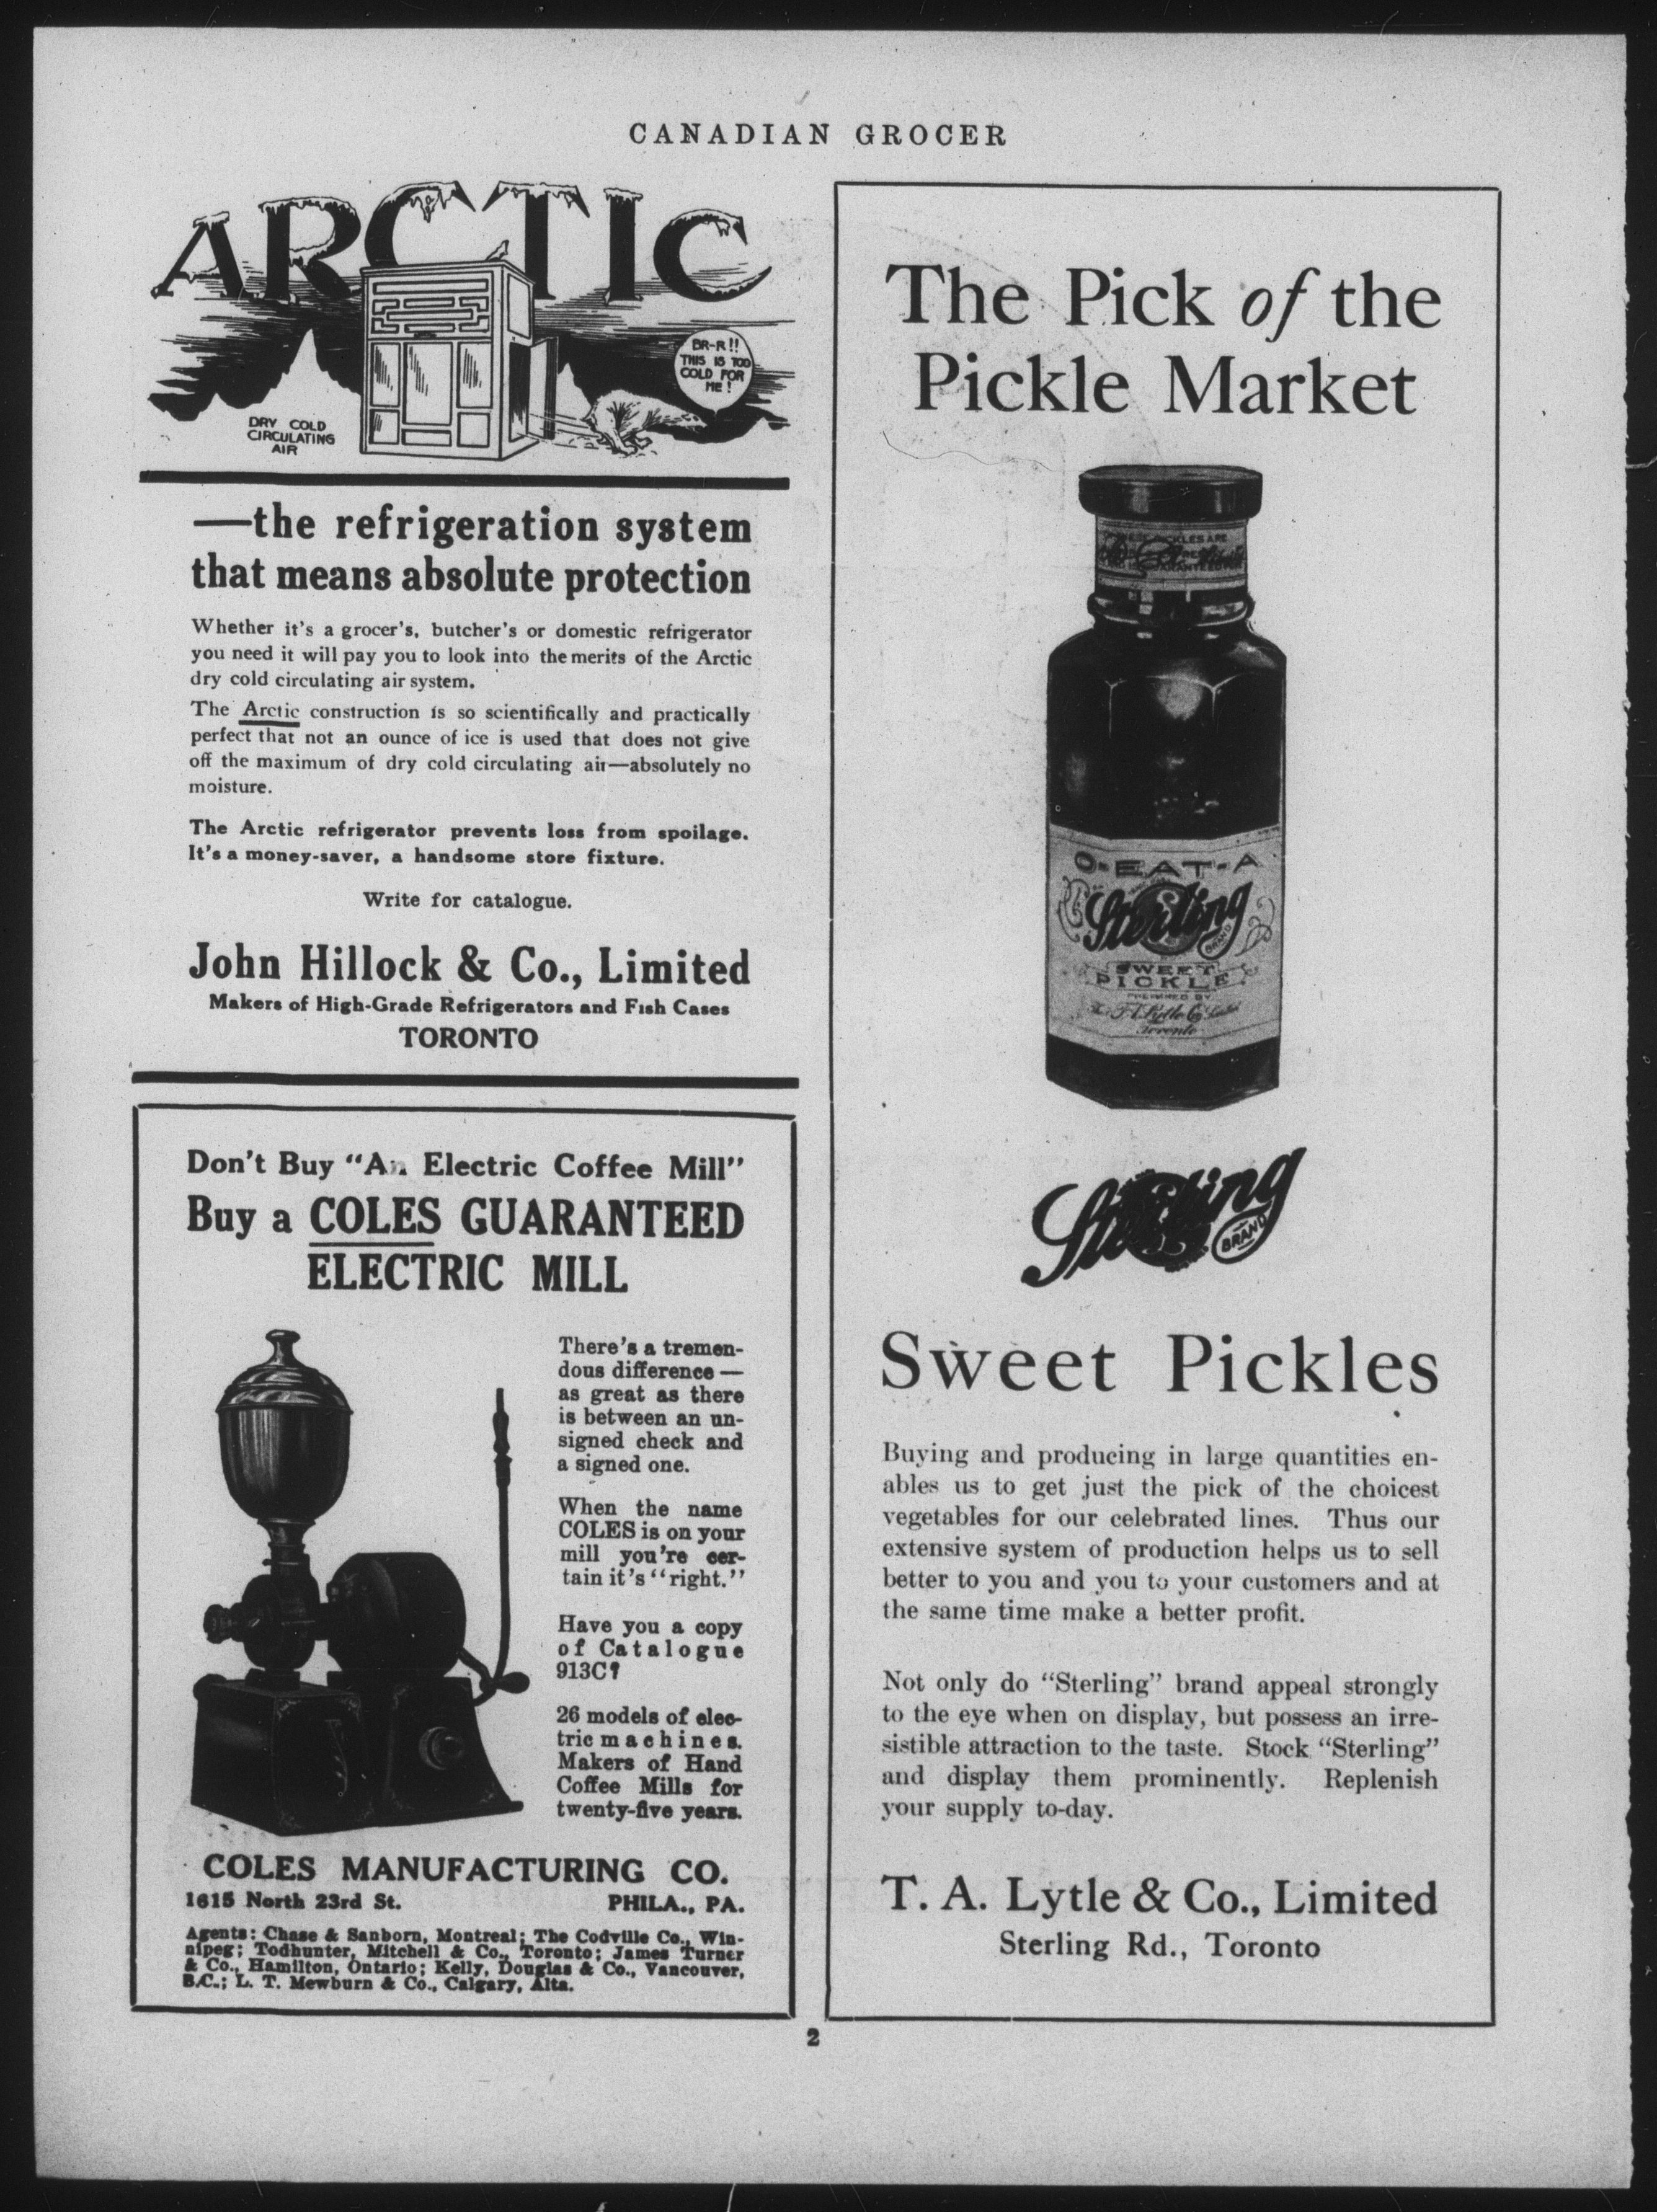 CANADIAN GROCER
ARCTIC
BR-R!!
THIS IS TOO
COLD FOR
ME!
DRY COLD
CIRCULATING
AIR
—the refrigeration system
that means absolute protection
Whether it's a grocer's, butcher's or domestic refrigerator
you need it will pay you to look into the merits of the Arctic
dry cold circulating air system.
The Arctic construction is so scientifically and practically
perfect that not an ounce of ice is used that does not give
off the maximum of dry cold circulating air—absolutely no
moisture.
The Arctic refrigerator prevents loss from spoilage.
It's a money-saver, a handsome store fixture.
Write for catalogue.
John Hillock & Co., Limited
Makers of High-Grade Refrigerators and Fish Cases
TORONTO
Don't Buy "An Electric Coffee Mill"
Buy a COLES GUARANTEED
ELECTRIC MILL
There's a tremen-
dous difference —
as great as there
is between an un-
signed check and
a signed one.
When the name
COLES is on your
mill you're cer-
tain it's "right."
Have you a copy
of Catalogue
913C?
26 models of elec-
tric machines.
Makers of Hand
Coffee Mills for
twenty-five years.
COLES MANUFACTURING CO.
1615 North 23rd St. PHILA., PA.
Agents: Chase & Sanborn, Montreal; The Codville Co., Win-
nipeg; Todhunter, Mitchell & Co., Toronto; James Turner
& Co., Hamilton, Ontario; Kelly, Douglas & Co., Vancouver,
B.C.; L. T. Mewburn & Co., Calgary, Alta.
The Pick of the
Pickle Market
PICKLES ARE
O-EAT-A
Sterling
BRAND
SWEET
PICKLE
PREPARED BY
The T. A. Lytle Co. Limited
Toronto
Sterling
BRAND
Sweet Pickles
Buying and producing in large quantities en-
ables us to get just the pick of the choicest
vegetables for our celebrated lines. Thus our
extensive system of production helps us to sell
better to you and you to your customers and at
the same time make a better profit.
Not only do "Sterling" brand appeal strongly
to the eye when on display, but possess an irre-
sistible attraction to the taste. Stock "Sterling"
and display them prominently. Replenish
your supply to-day.
T. A. Lytle & Co., Limited
Sterling Rd., Toronto
2